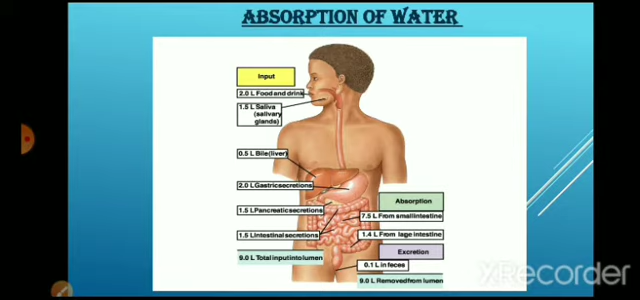 ABSORPTION OF WATER
Input
2.0 L Food and drink
1.5 L Saliva
(salivary
glands)
0.5 L Bile (liver)
2.0 L Gastric secretions
1.5 L Pancreatic secretions
1.5 L Intestinal secretions
9.0 L Total input into lumen
Absorption
7.5 L From small intestine
1.4 L From lage intestine
Excretion
0.1 L in feces
9.0 L Removed from lumen
XRecorder